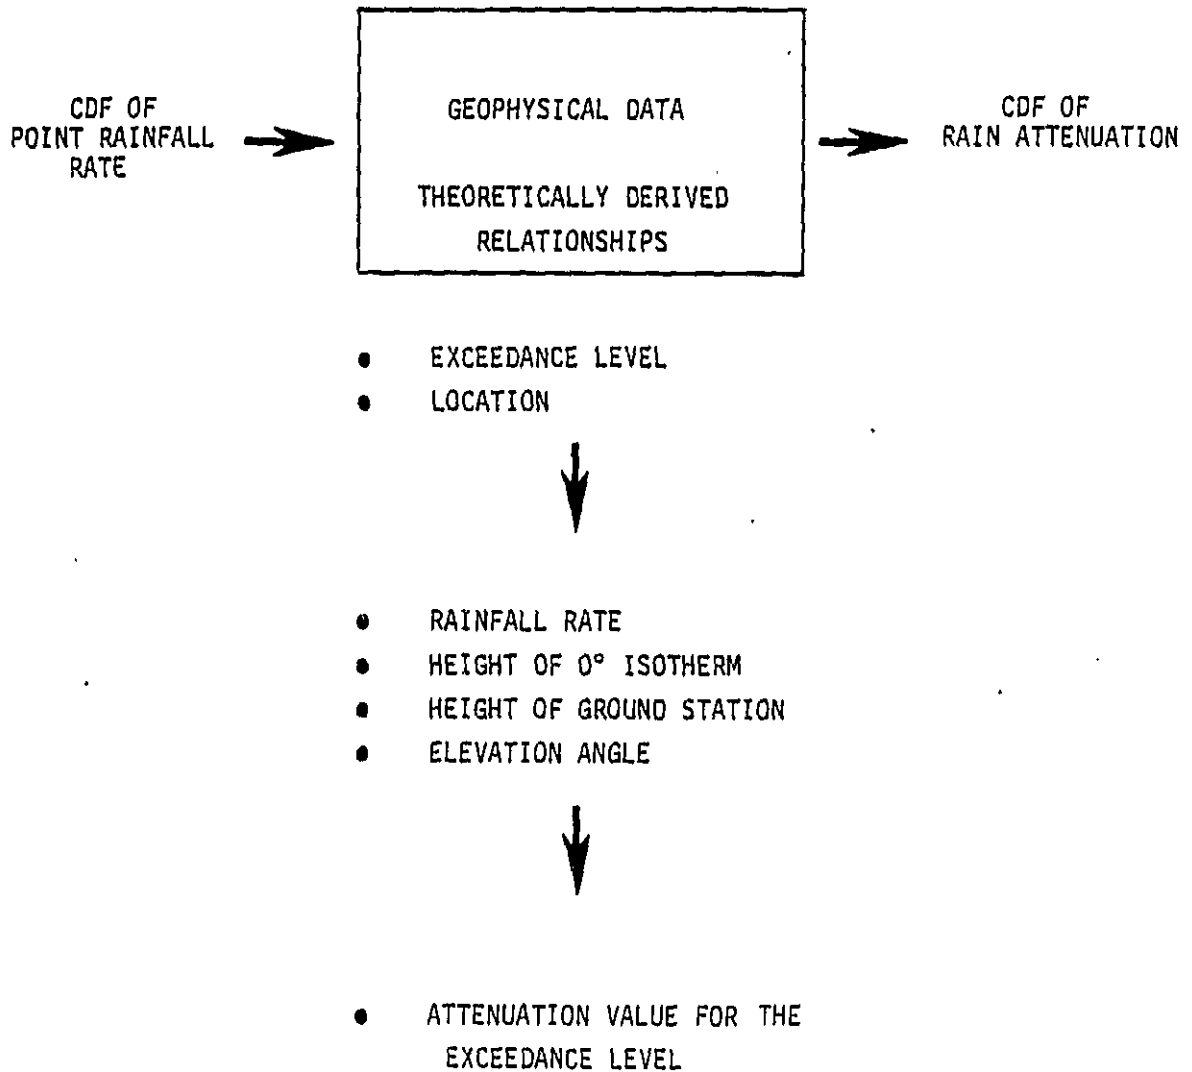 CDF OF
POINT RAINFALL
RATE
GEOPHYSICAL DATA
THEORETICALLY DERIVED
RELATIONSHIPS
CDF OF
RAIN ATTENUATION
• EXCEEDANCE LEVEL
• LOCATION
• RAINFALL RATE
• HEIGHT OF 0° ISOTHERM
• HEIGHT OF GROUND STATION
• ELEVATION ANGLE
• ATTENUATION VALUE FOR THE
EXCEEDANCE LEVEL